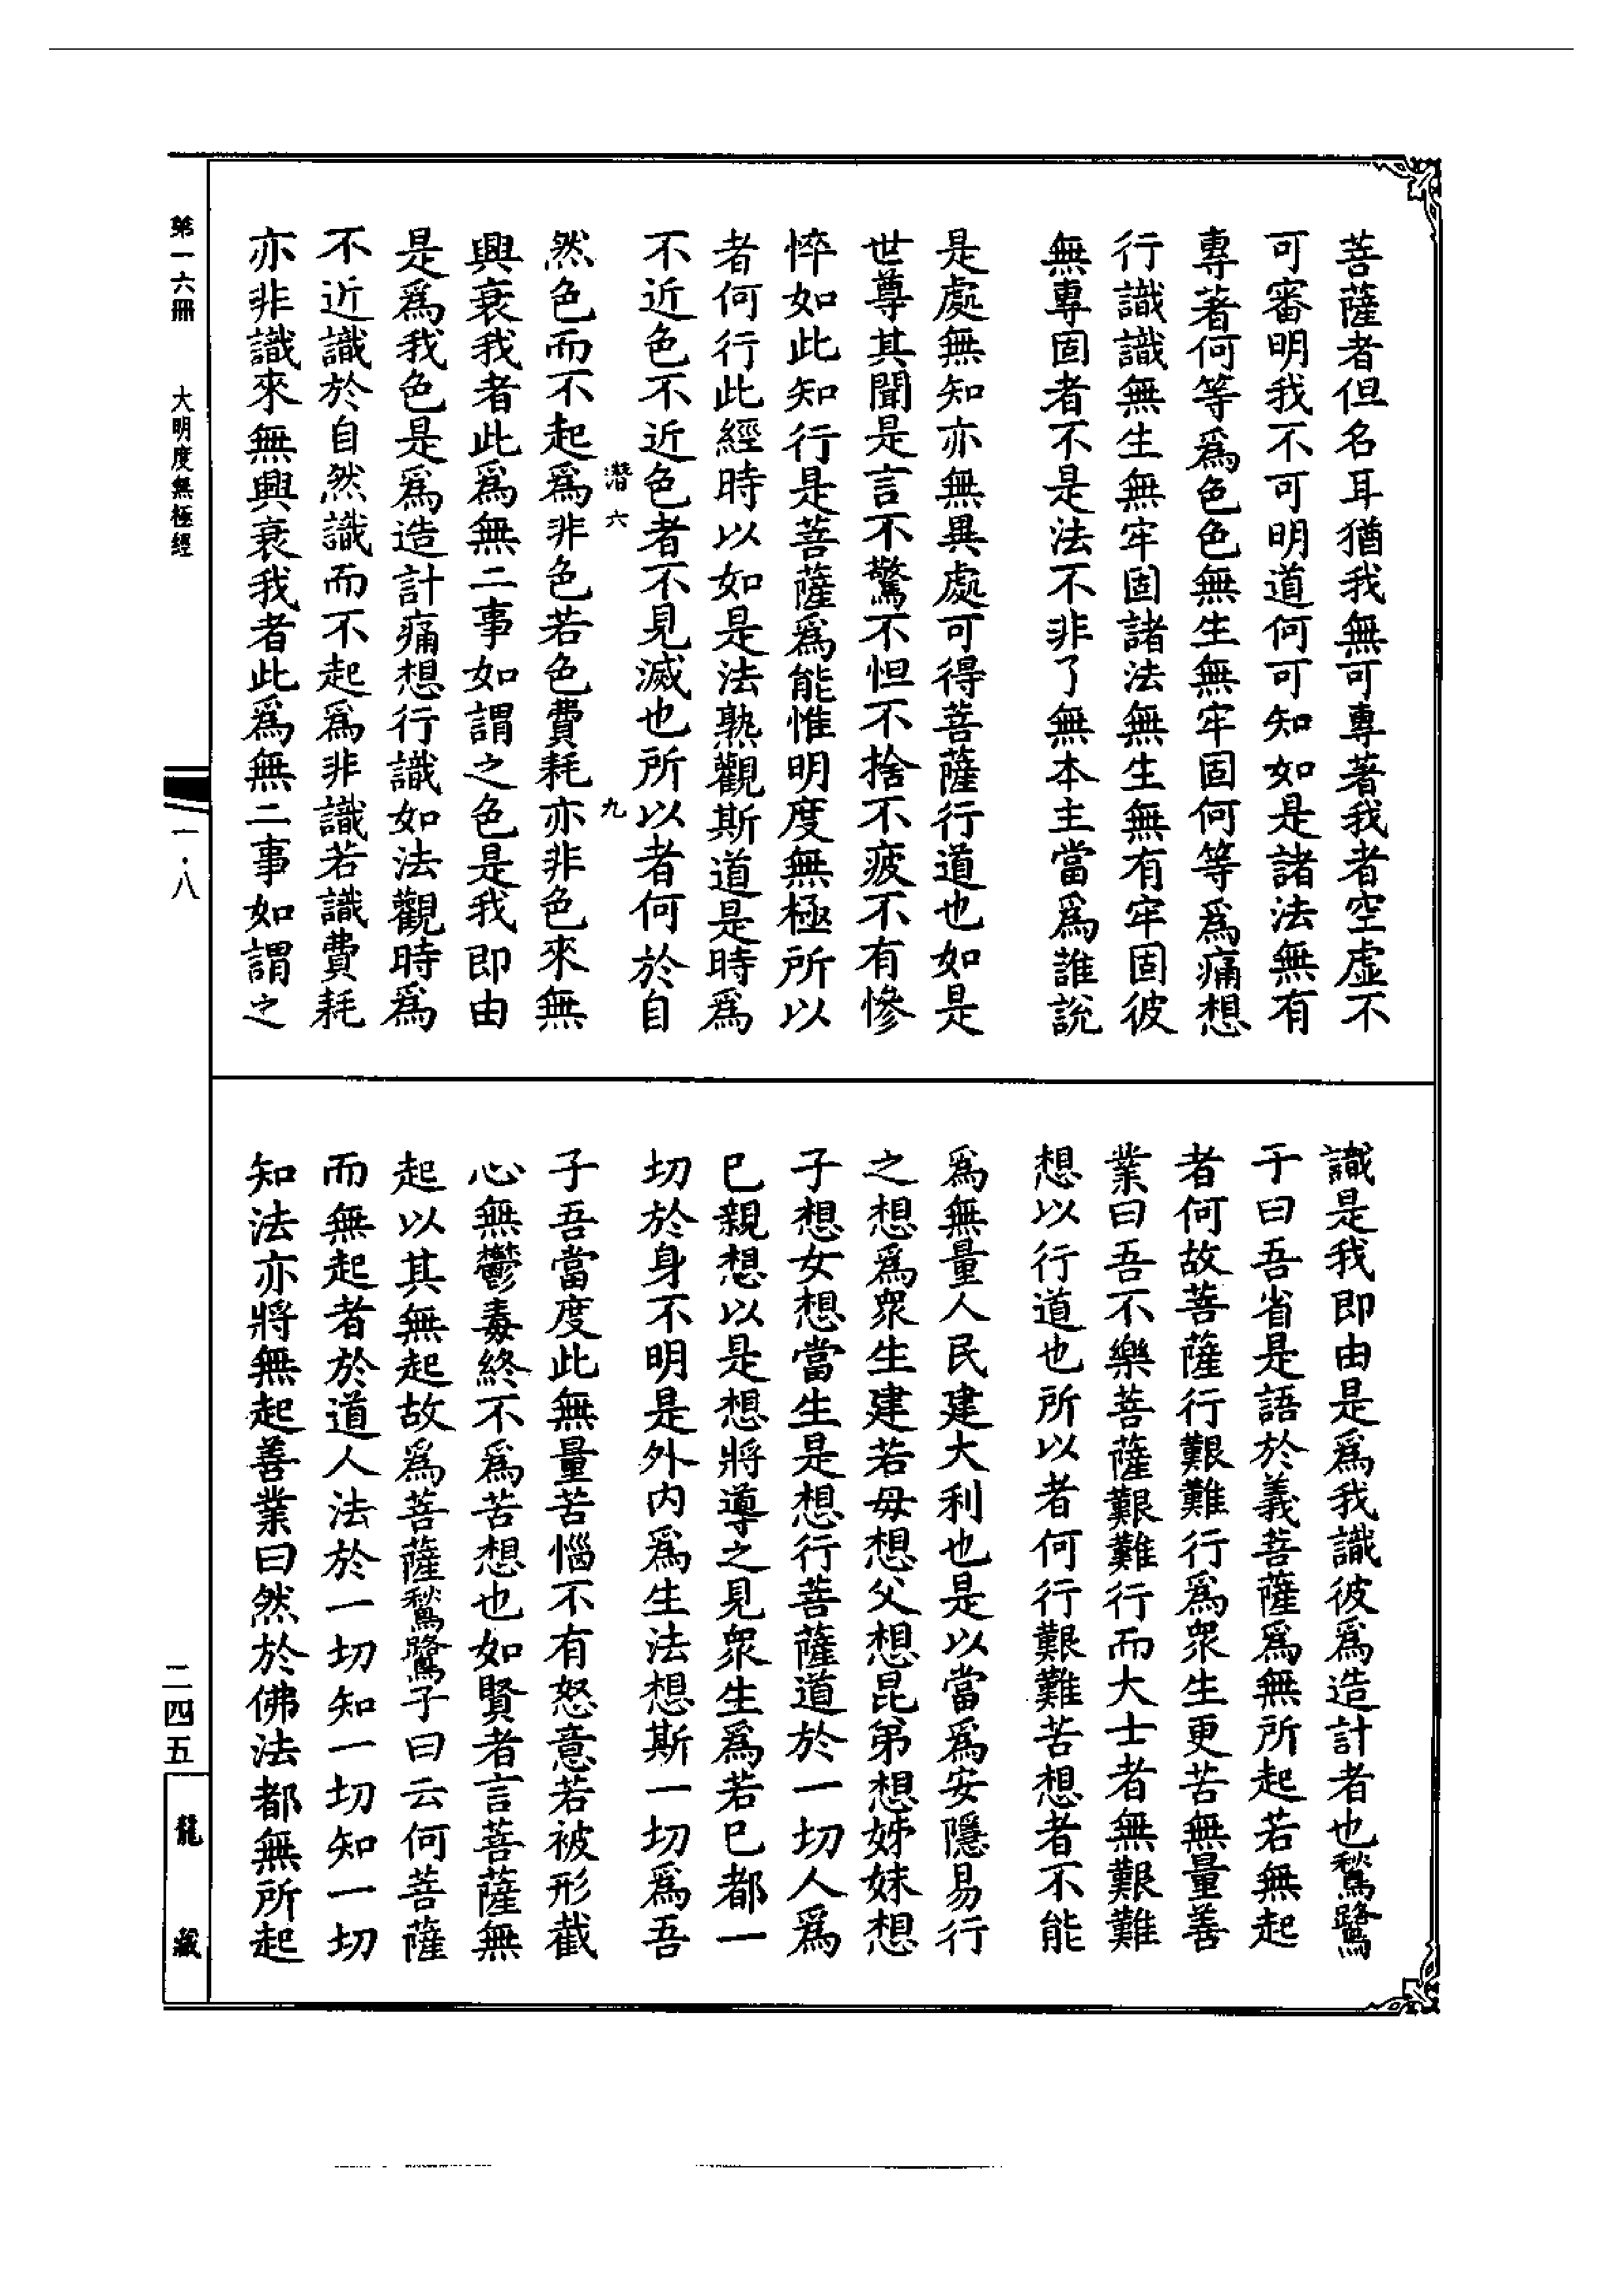 菩薩者但名耳猶我無可專著我者空虛不
可審明我不可明道何可知如是諸法無有
專著何等爲色色無生無牢固何等爲痛想
行識識無生無牢固諸法無生無有牢固彼
無專固者不是法不非了無本主當爲誰說
是處無知亦無異處可得菩薩行道也如是
世尊其聞是言不驚不怛不捨不疲不有慘
悴如此知行是菩薩爲能惟明度無極所以
者何行此經時以如是法熟觀斯道是時爲
不近色不近色者不見滅也所以者何於自
潛六 九
然色而不起爲非色若色費耗亦非色來無
興衰我者此爲無二事如謂之色是我即由
是爲我色是爲造計痛想行識如法觀時爲
不近識於自然識而不起爲非識若識費耗
亦非識來無興衰我者此爲無二事如謂之
識是我即由是爲我識彼爲造計者也鶖鷺
于曰吾省是語於義菩薩爲無所起若無起
者何故菩薩行艱難行爲衆生更苦無量善
業曰吾不樂菩薩艱難行而大士者無艱難
想以行道也所以者何行艱難苦想者不能
爲無量人民建大利也是以當爲安隱易行
之想爲衆生建若母想父想昆弟想姊妹想
子想女想當生是想行菩薩道於一切人爲
已親想以是想將導之見衆生爲若已都一
切於身不明是外內爲生法想斯一切爲吾
子吾當度此無量苦惱不有怒意若被形截
心無鬱毒終不爲苦想也如賢者言菩薩無
起以其無起故爲菩薩鶖鷺子曰云何菩薩
而無起者於道人法於一切知一切知一切
知法亦將無起善業曰然於佛法都無所起
第一六冊 大明度無極經
一·八
二四五
龍藏